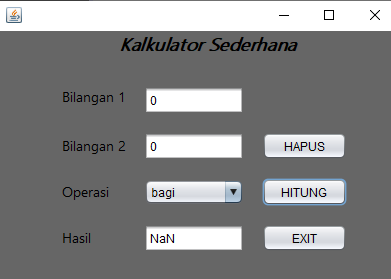 Kalkulator Sederhana
Bilangan 1 0
Bilangan 2 0 HAPUS
Operasi bagi HITUNG
Hasil NaN EXIT